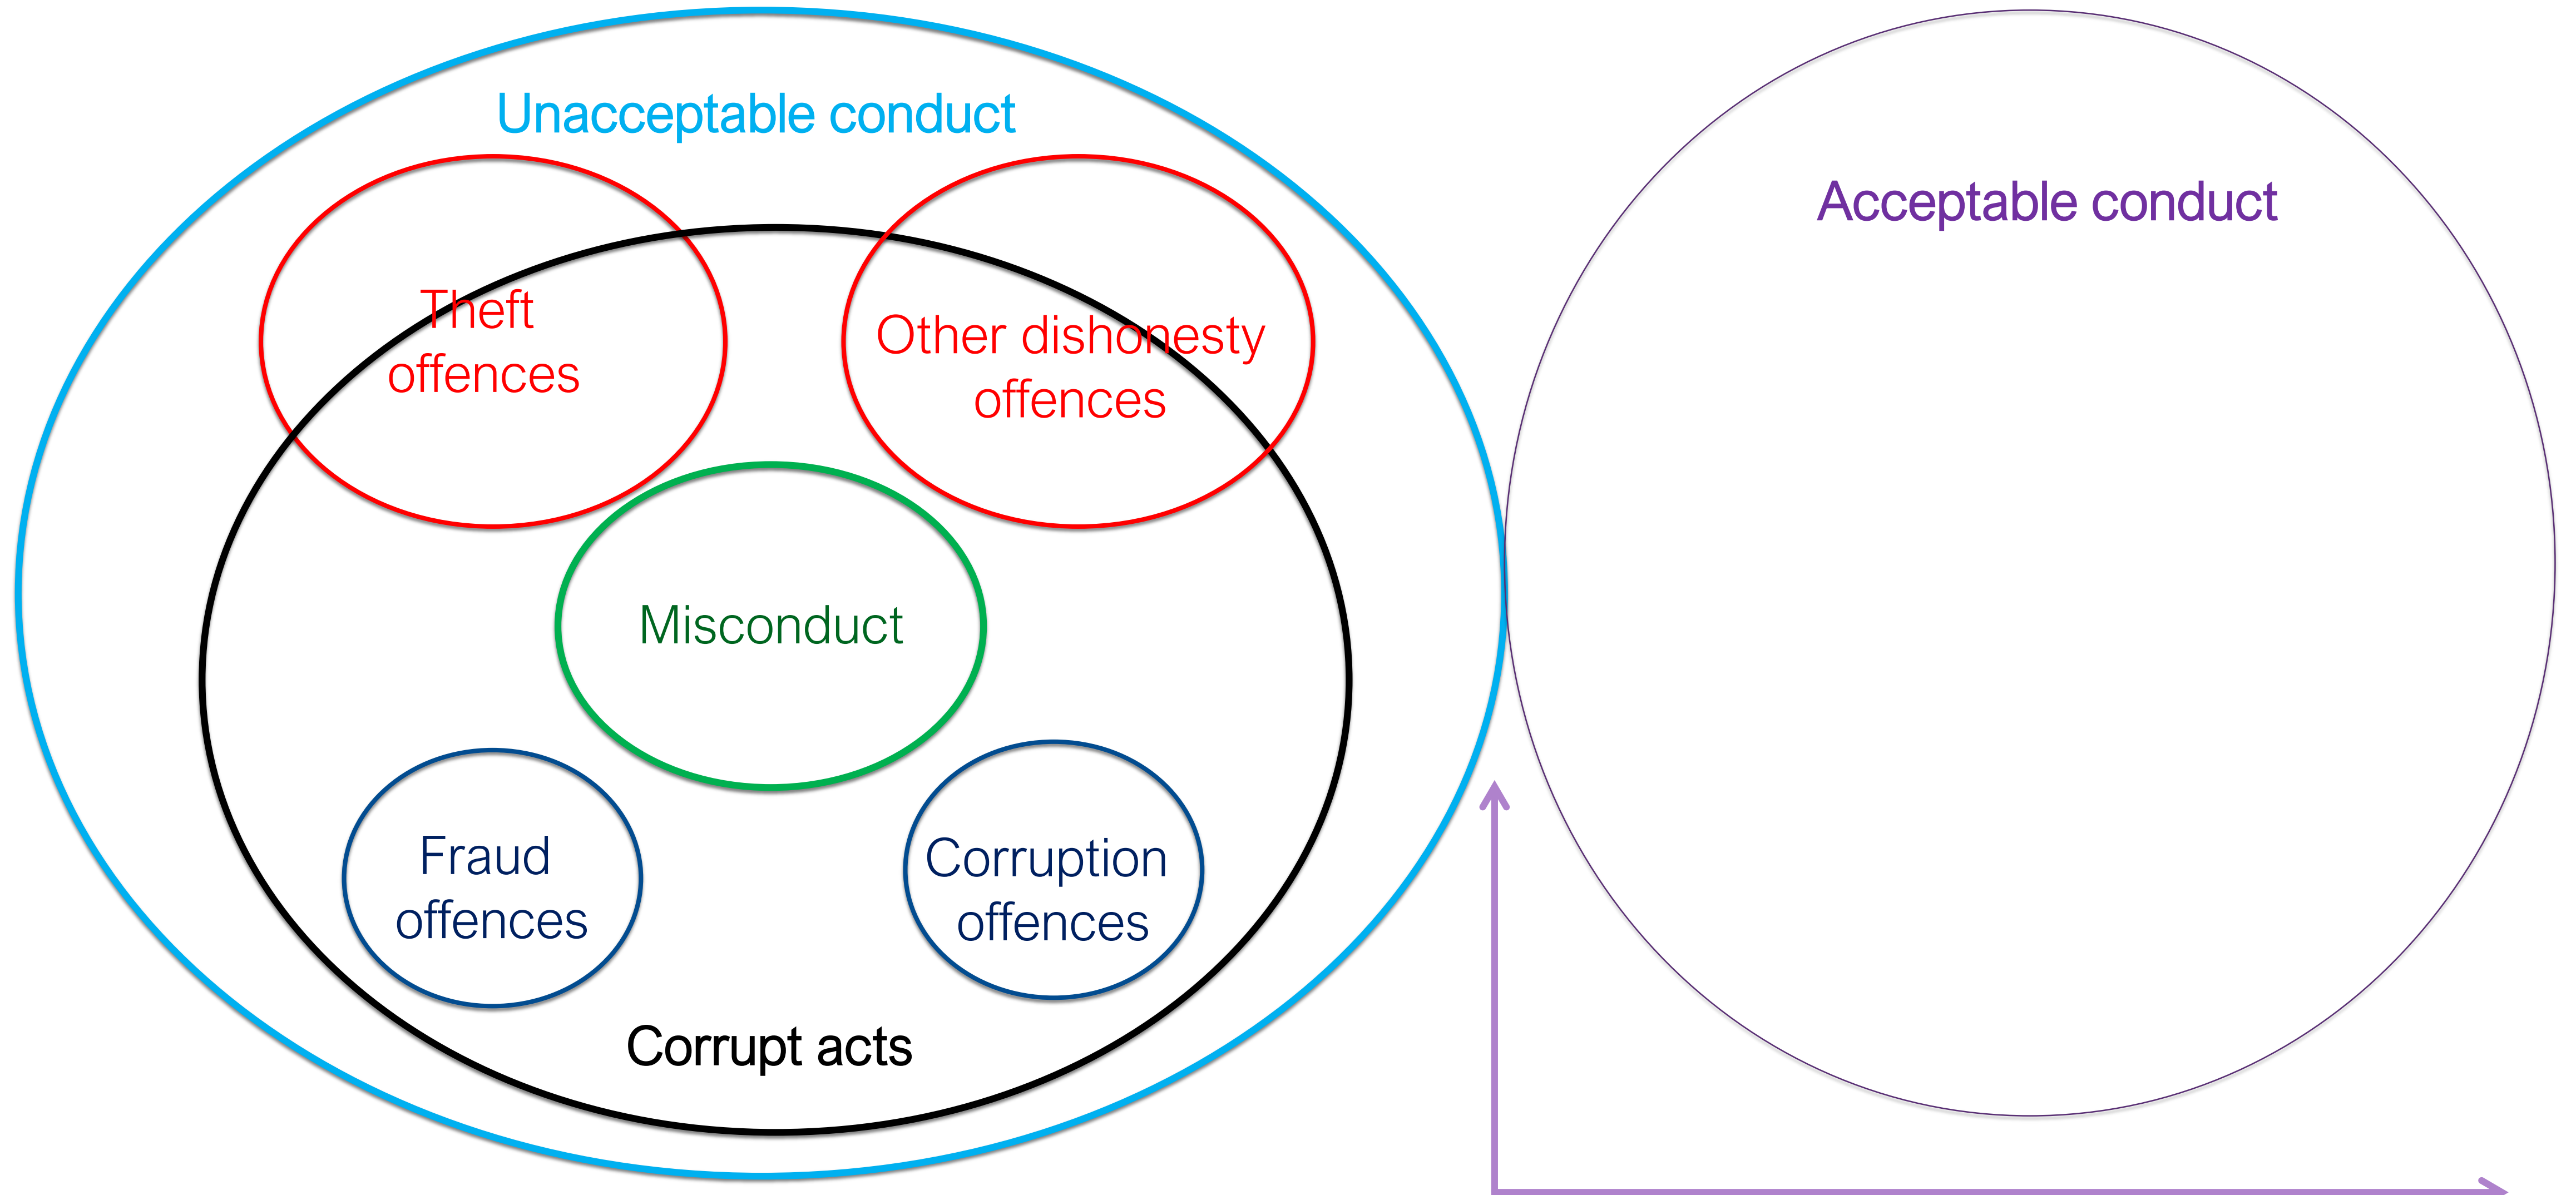 Unacceptable conduct
Acceptable conduct
Theft
offences
Other dishonesty
offences
Misconduct
Fraud
offences
Corruption
offences
Corrupt acts